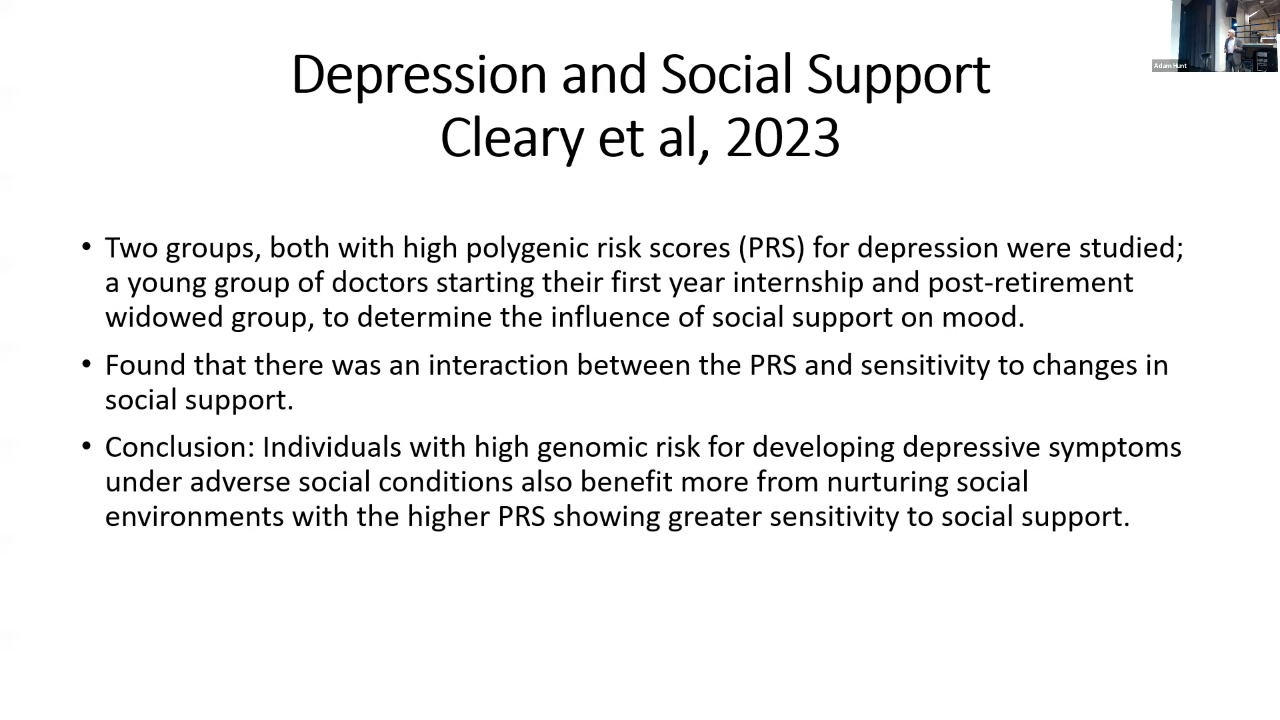 Adam Hunt
Depression and Social Support
Cleary et al, 2023
• Two groups, both with high polygenic risk scores (PRS) for depression were studied;
a young group of doctors starting their first year internship and post-retirement
widowed group, to determine the influence of social support on mood.
• Found that there was an interaction between the PRS and sensitivity to changes in
social support.
• Conclusion: Individuals with high genomic risk for developing depressive symptoms
under adverse social conditions also benefit more from nurturing social
environments with the higher PRS showing greater sensitivity to social support.